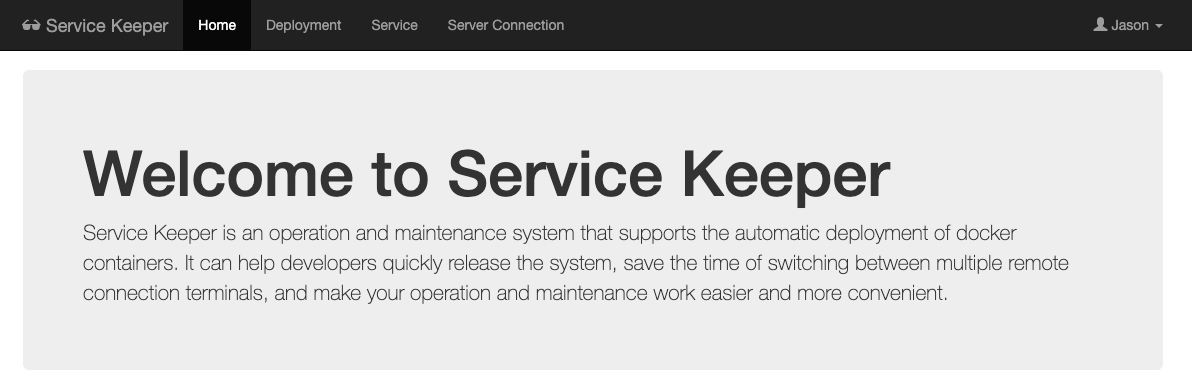 Service Keeper Home Deployment Service Server Connection Jason
Welcome to Service Keeper
Service Keeper is an operation and maintenance system that supports the automatic deployment of docker
containers. It can help developers quickly release the system, save the time of switching between multiple remote
connection terminals, and make your operation and maintenance work easier and more convenient.